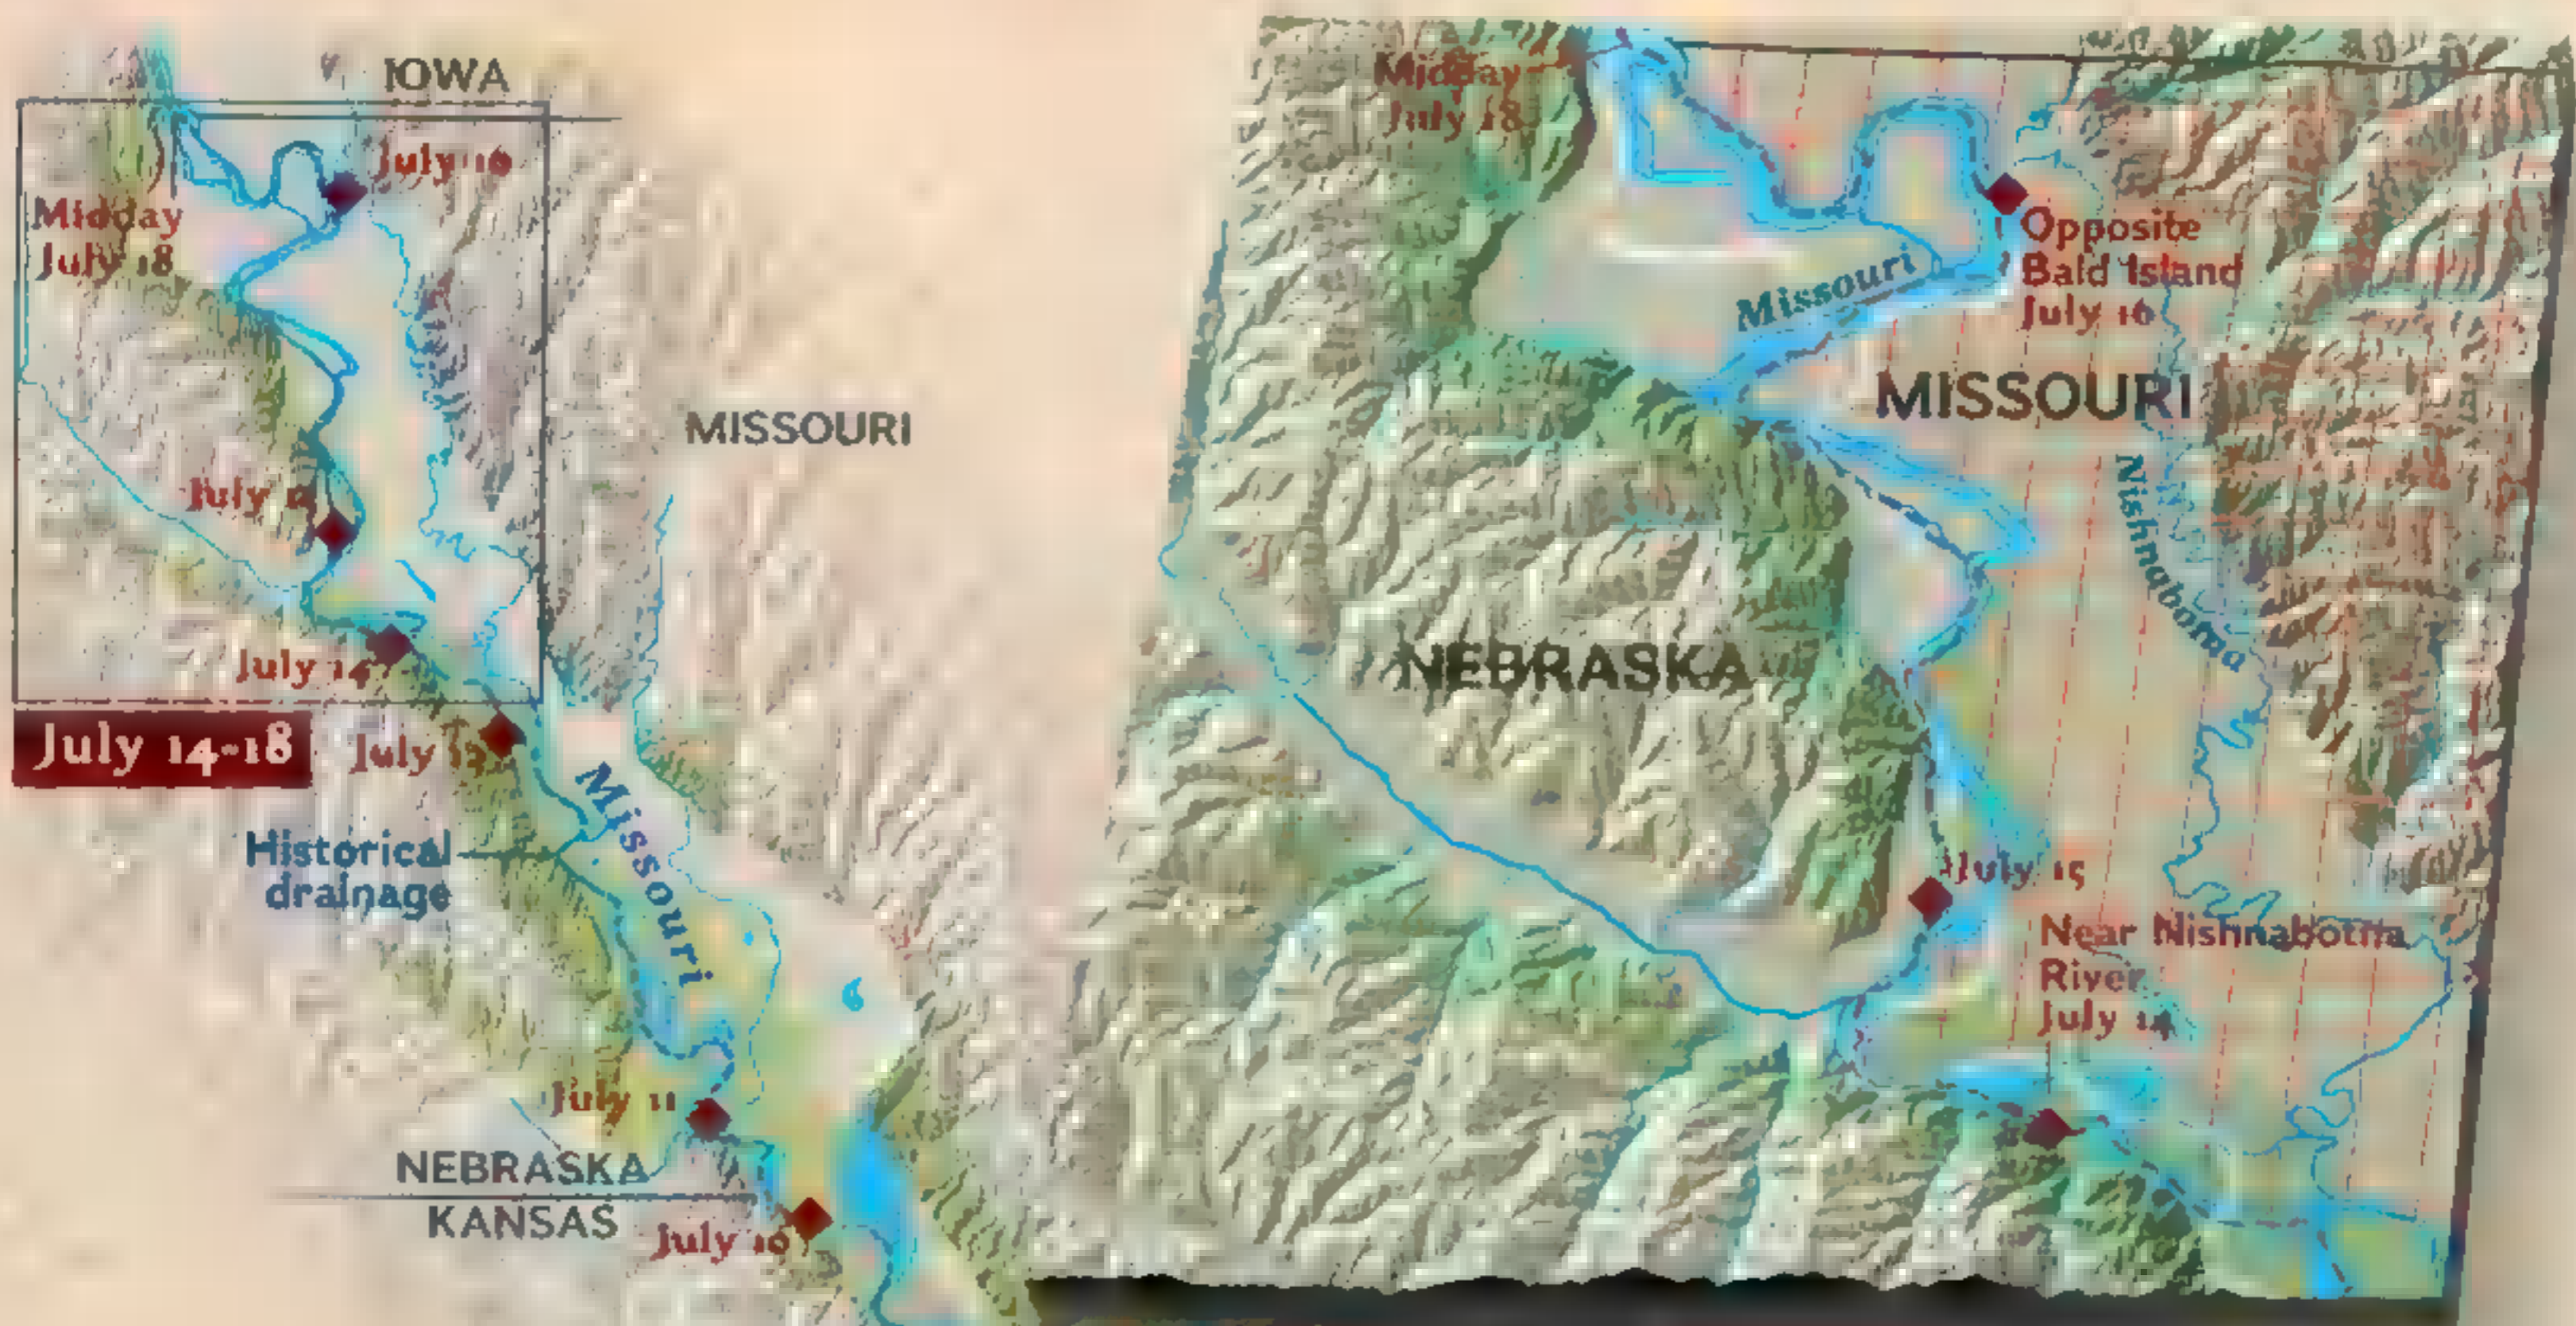 IOWA
July 16
Midday
July 18
MISSOURI
July
July 14
July 14-18
July
Missouri
Historical
drainage
July 11
NEBRASKA
KANSAS
July 10
Midday
July 18
Opposite
Bald Island
July 16
Missouri
MISSOURI
Nishnabotna
NEBRASKA
July 15
Near Nishnabotna
River
July 14